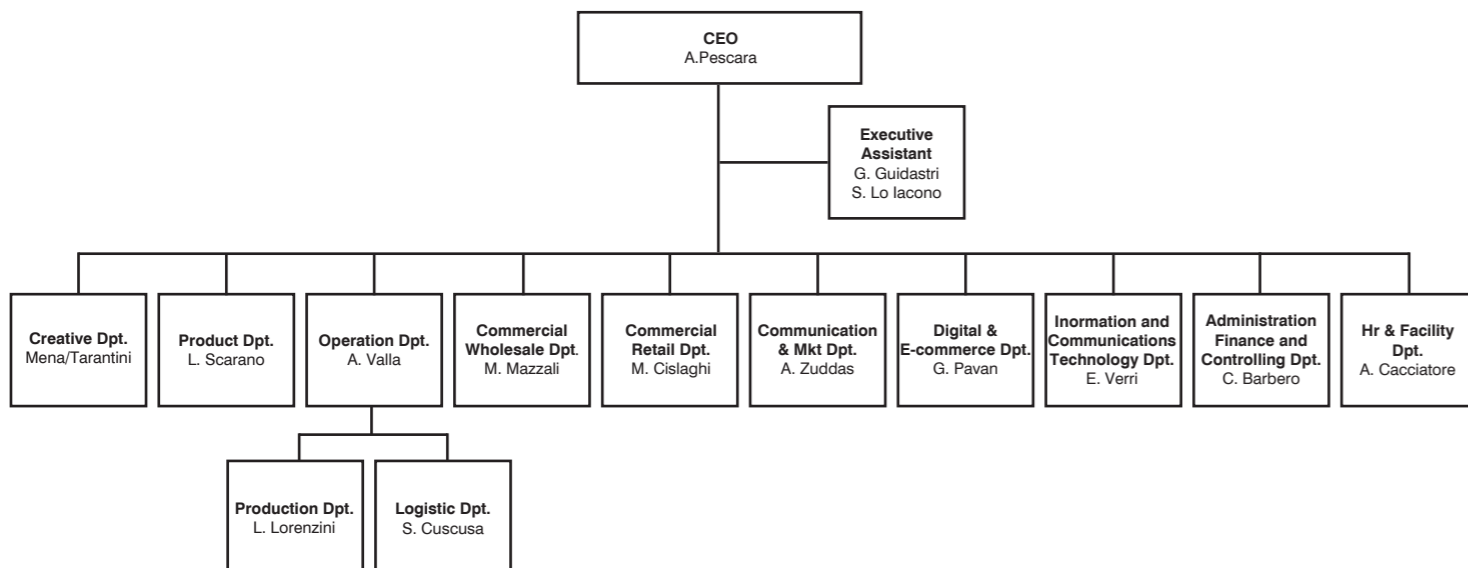 CEO
A.Pescara
Executive
Assistant
G. Guidastri
S. Lo Iacono
Creative Dpt.
Mena/Tarantini
Product Dpt.
L. Scarano
Operation Dpt.
A. Valla
Commercial
Wholesale Dpt.
M. Mazzali
Commercial
Retail Dpt.
M. Cislaghi
Communication
& Mkt Dpt.
A. Zuddas
Digital &
E-commerce Dpt.
G. Pavan
Inormation and
Communications
Technology Dpt.
E. Verri
Administration
Finance and
Controlling Dpt.
C. Barbero
Hr & Facility
Dpt.
A. Cacciatore
Production Dpt.
L. Lorenzini
Logistic Dpt.
S. Cuscusa